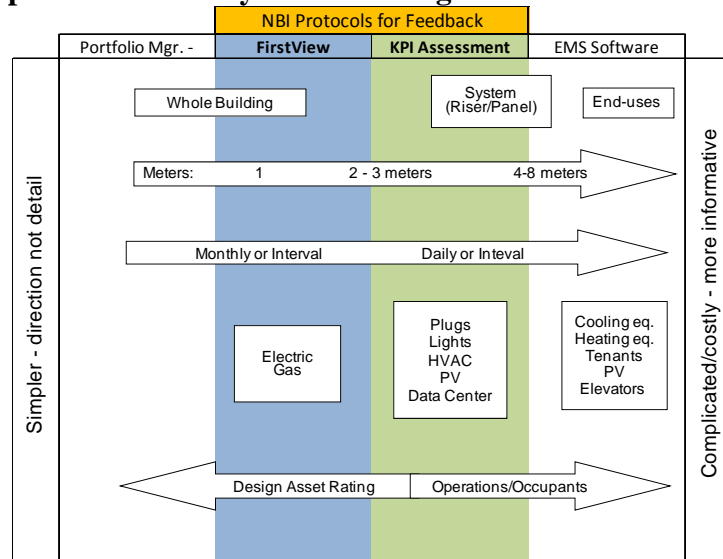 NBI Protocols for Feedback
Portfolio Mgr. - FirstView KPI Assessment EMS Software
Whole Building
System
(Riser/Panel)
End-uses
Meters: 1 2 - 3 meters 4-8 meters
Monthly or Interval Daily or Inteval
Electric
Gas
Plugs
Lights
HVAC
PV
Data Center
Cooling eq.
Heating eq.
Tenants
PV
Elevators
Design Asset Rating Operations/Occupants
Simpler - direction not detail
Complicated/costly - more informative